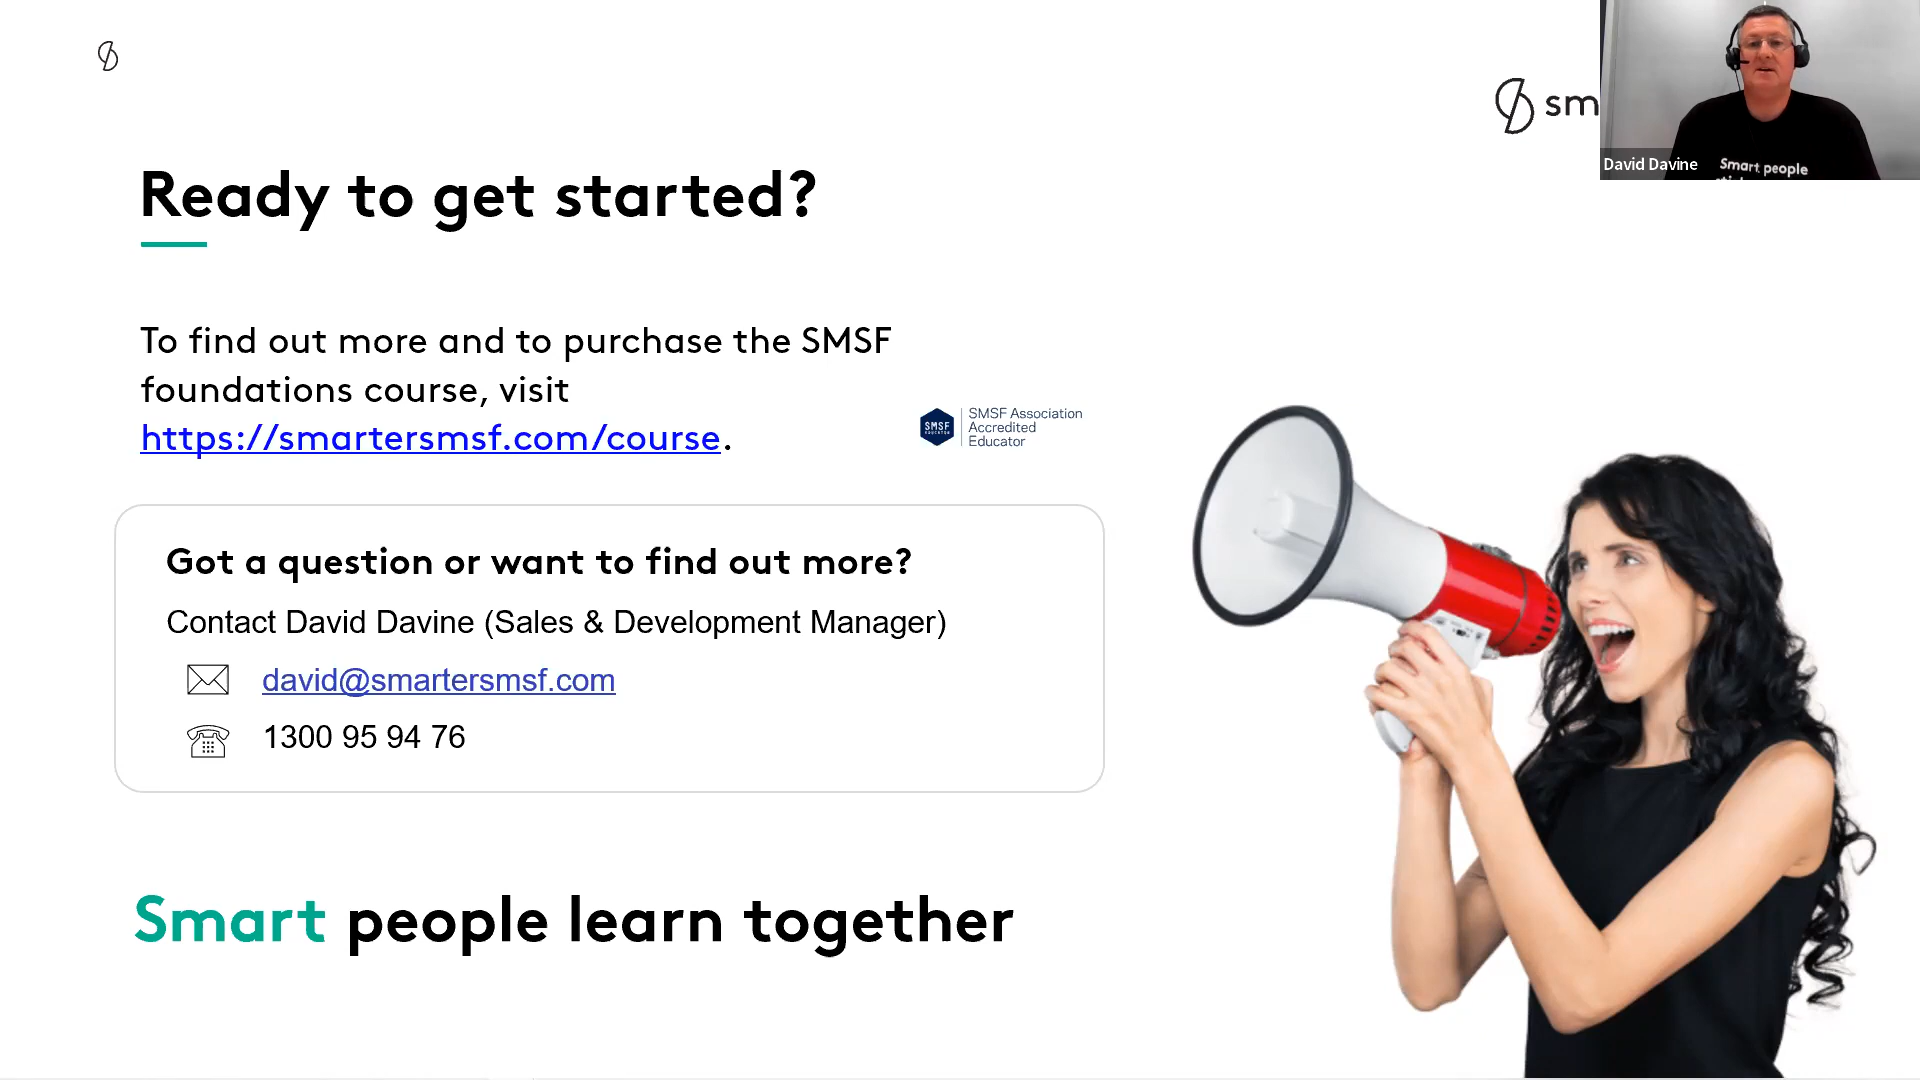 sm
David Davine
Smart people
Ready to get started?
To find out more and to purchase the SMSF
foundations course, visit
https://smartersmsf.com/course.
SMSF
SMSF Association
Accredited
Educator
Got a question or want to find out more?
Contact David Davine (Sales & Development Manager)
david@smartersmsf.com
1300 95 94 76
Smart people learn together